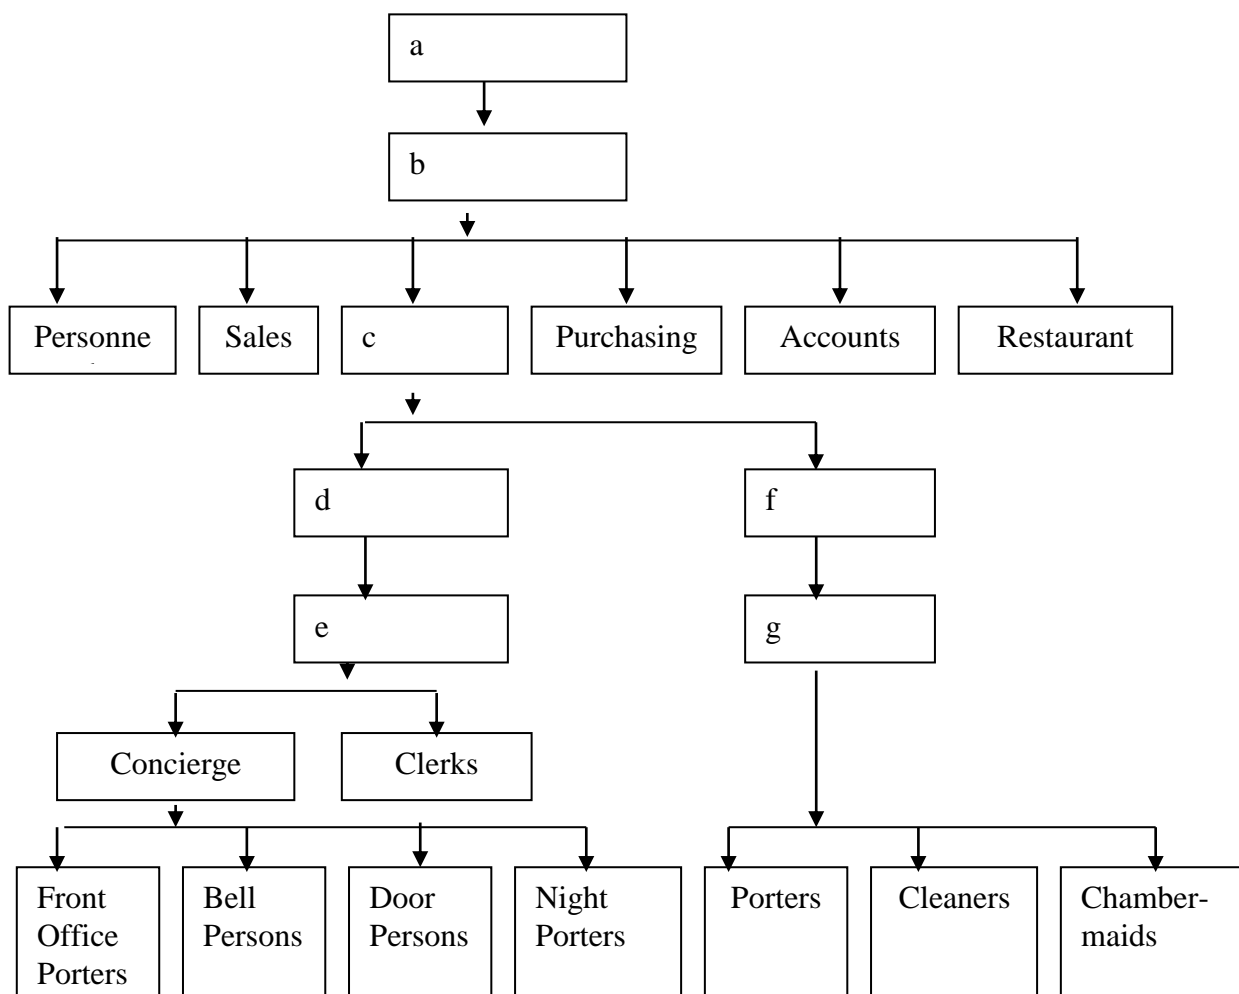 a
b
Personne
Sales
c
Purchasing
Accounts
Restaurant
d
f
e
g
Concierge
Clerks
Front
Office
Porters
Bell
Persons
Door
Persons
Night
Porters
Porters
Cleaners
Chamber-
maids